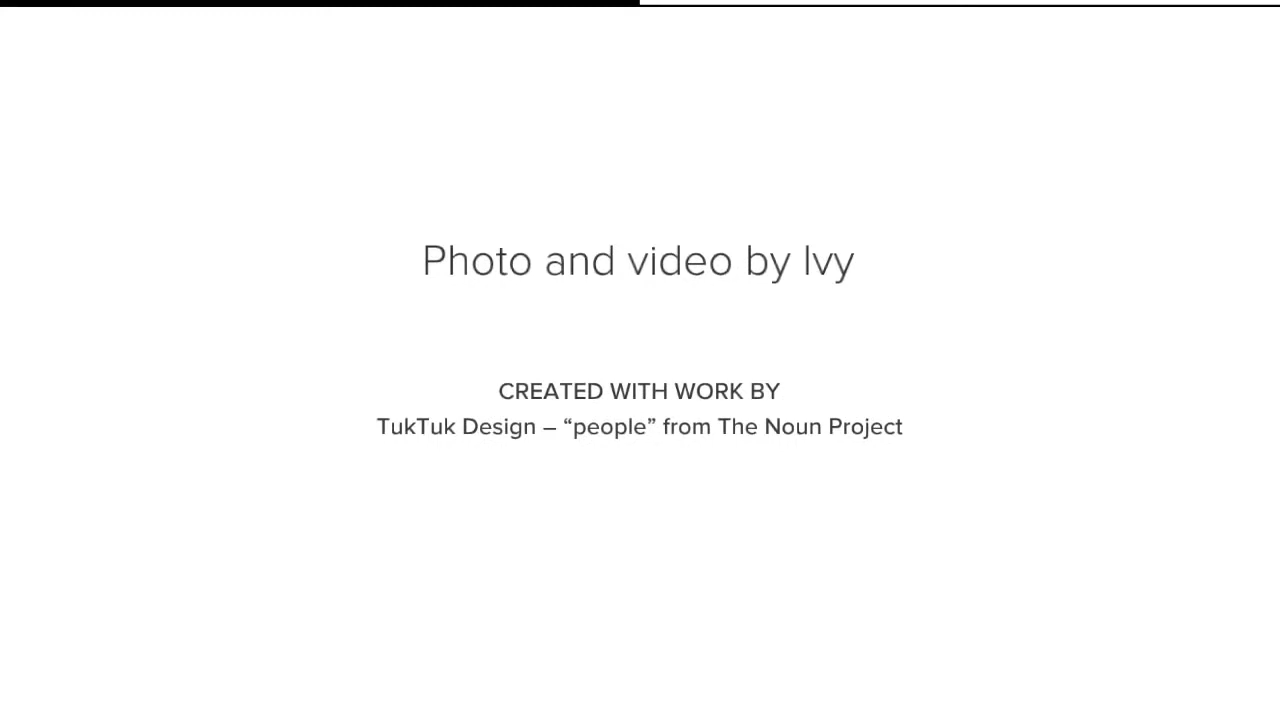 Photo and video by Ivy
CREATED WITH WORK BY
TukTuk Design – “people” from The Noun Project